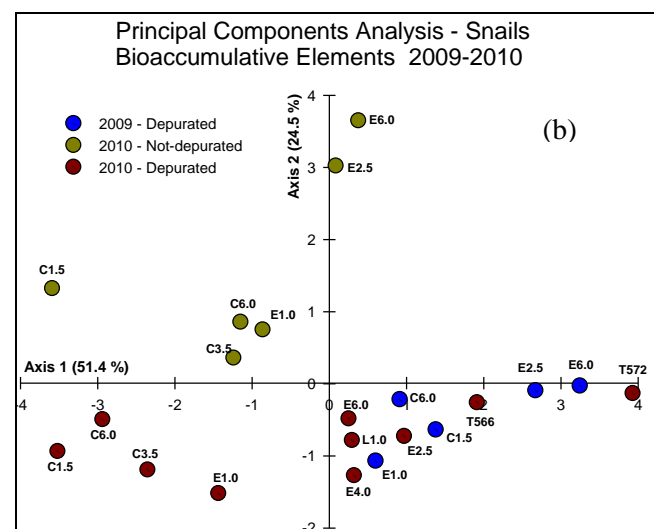 Principal Components Analysis - Snails
Bioaccumulative Elements 2009-2010
2009 - Depurated
2010 - Not-depurated
2010 - Depurated
(b)
Axis 2 (24.5 %)
4
3
2
1
0
-1
-2
E6.0
E2.5
C1.5
C6.0
E1.0
C3.5
Axis 1 (51.4 %)
-4 -3 -2 -1 0 1 2 3 4
E2.5
E6.0
T572
C6.0
T566
E6.0
C6.0
L1.0
E2.5
C1.5
C1.5
C3.5
E1.0
E1.0
E4.0